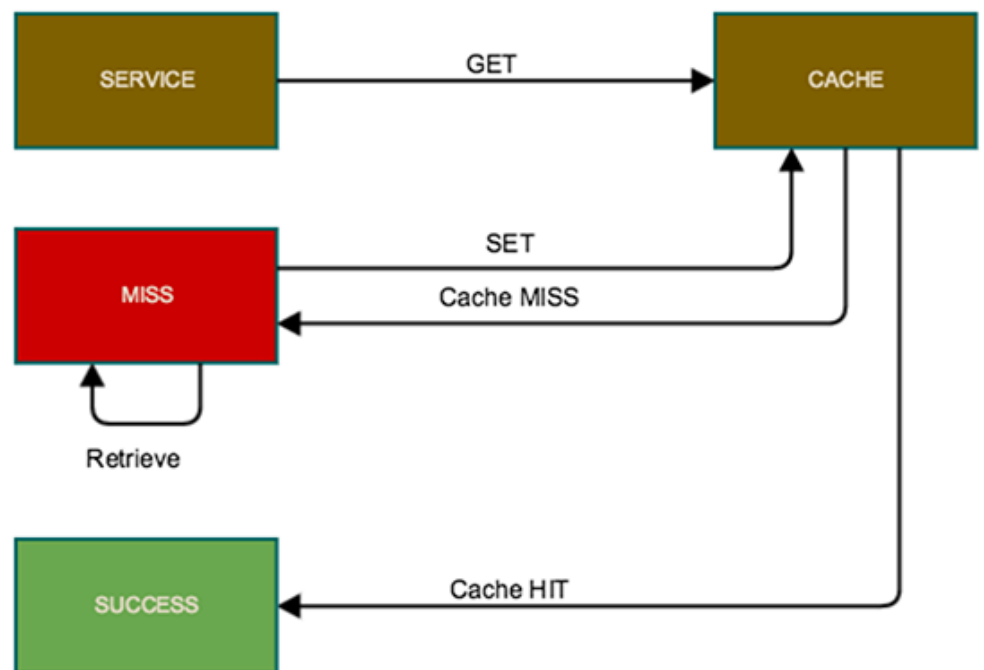 SERVICE
GET
CACHE
SET
MISS
Cache MISS
Retrieve
Cache HIT
SUCCESS